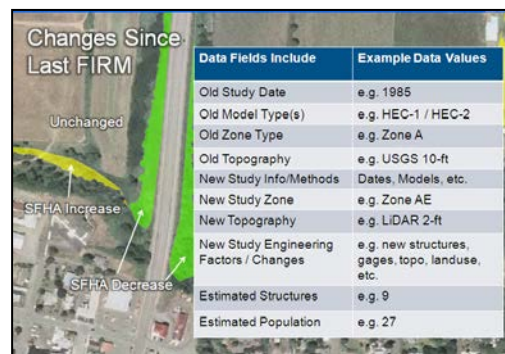 Changes Since
Last FIRM
Unchanged
SFHA Increase
SFHA Decrease
Data Fields Include Example Data Values
Old Study Date e.g. 1985
Old Model Type(s) e.g. HEC-1 / HEC-2
Old Zone Type e.g. Zone A
Old Topography e.g. USGS 10-ft
New Study Info/Methods Dates, Models, etc.
New Study Zone e.g. Zone AE
New Topography e.g. LiDAR 2-ft
New Study Engineering e.g. new structures,
Factors / Changes gages, topo, landuse,
etc.
Estimated Structures e.g. 9
Estimated Population e.g. 27